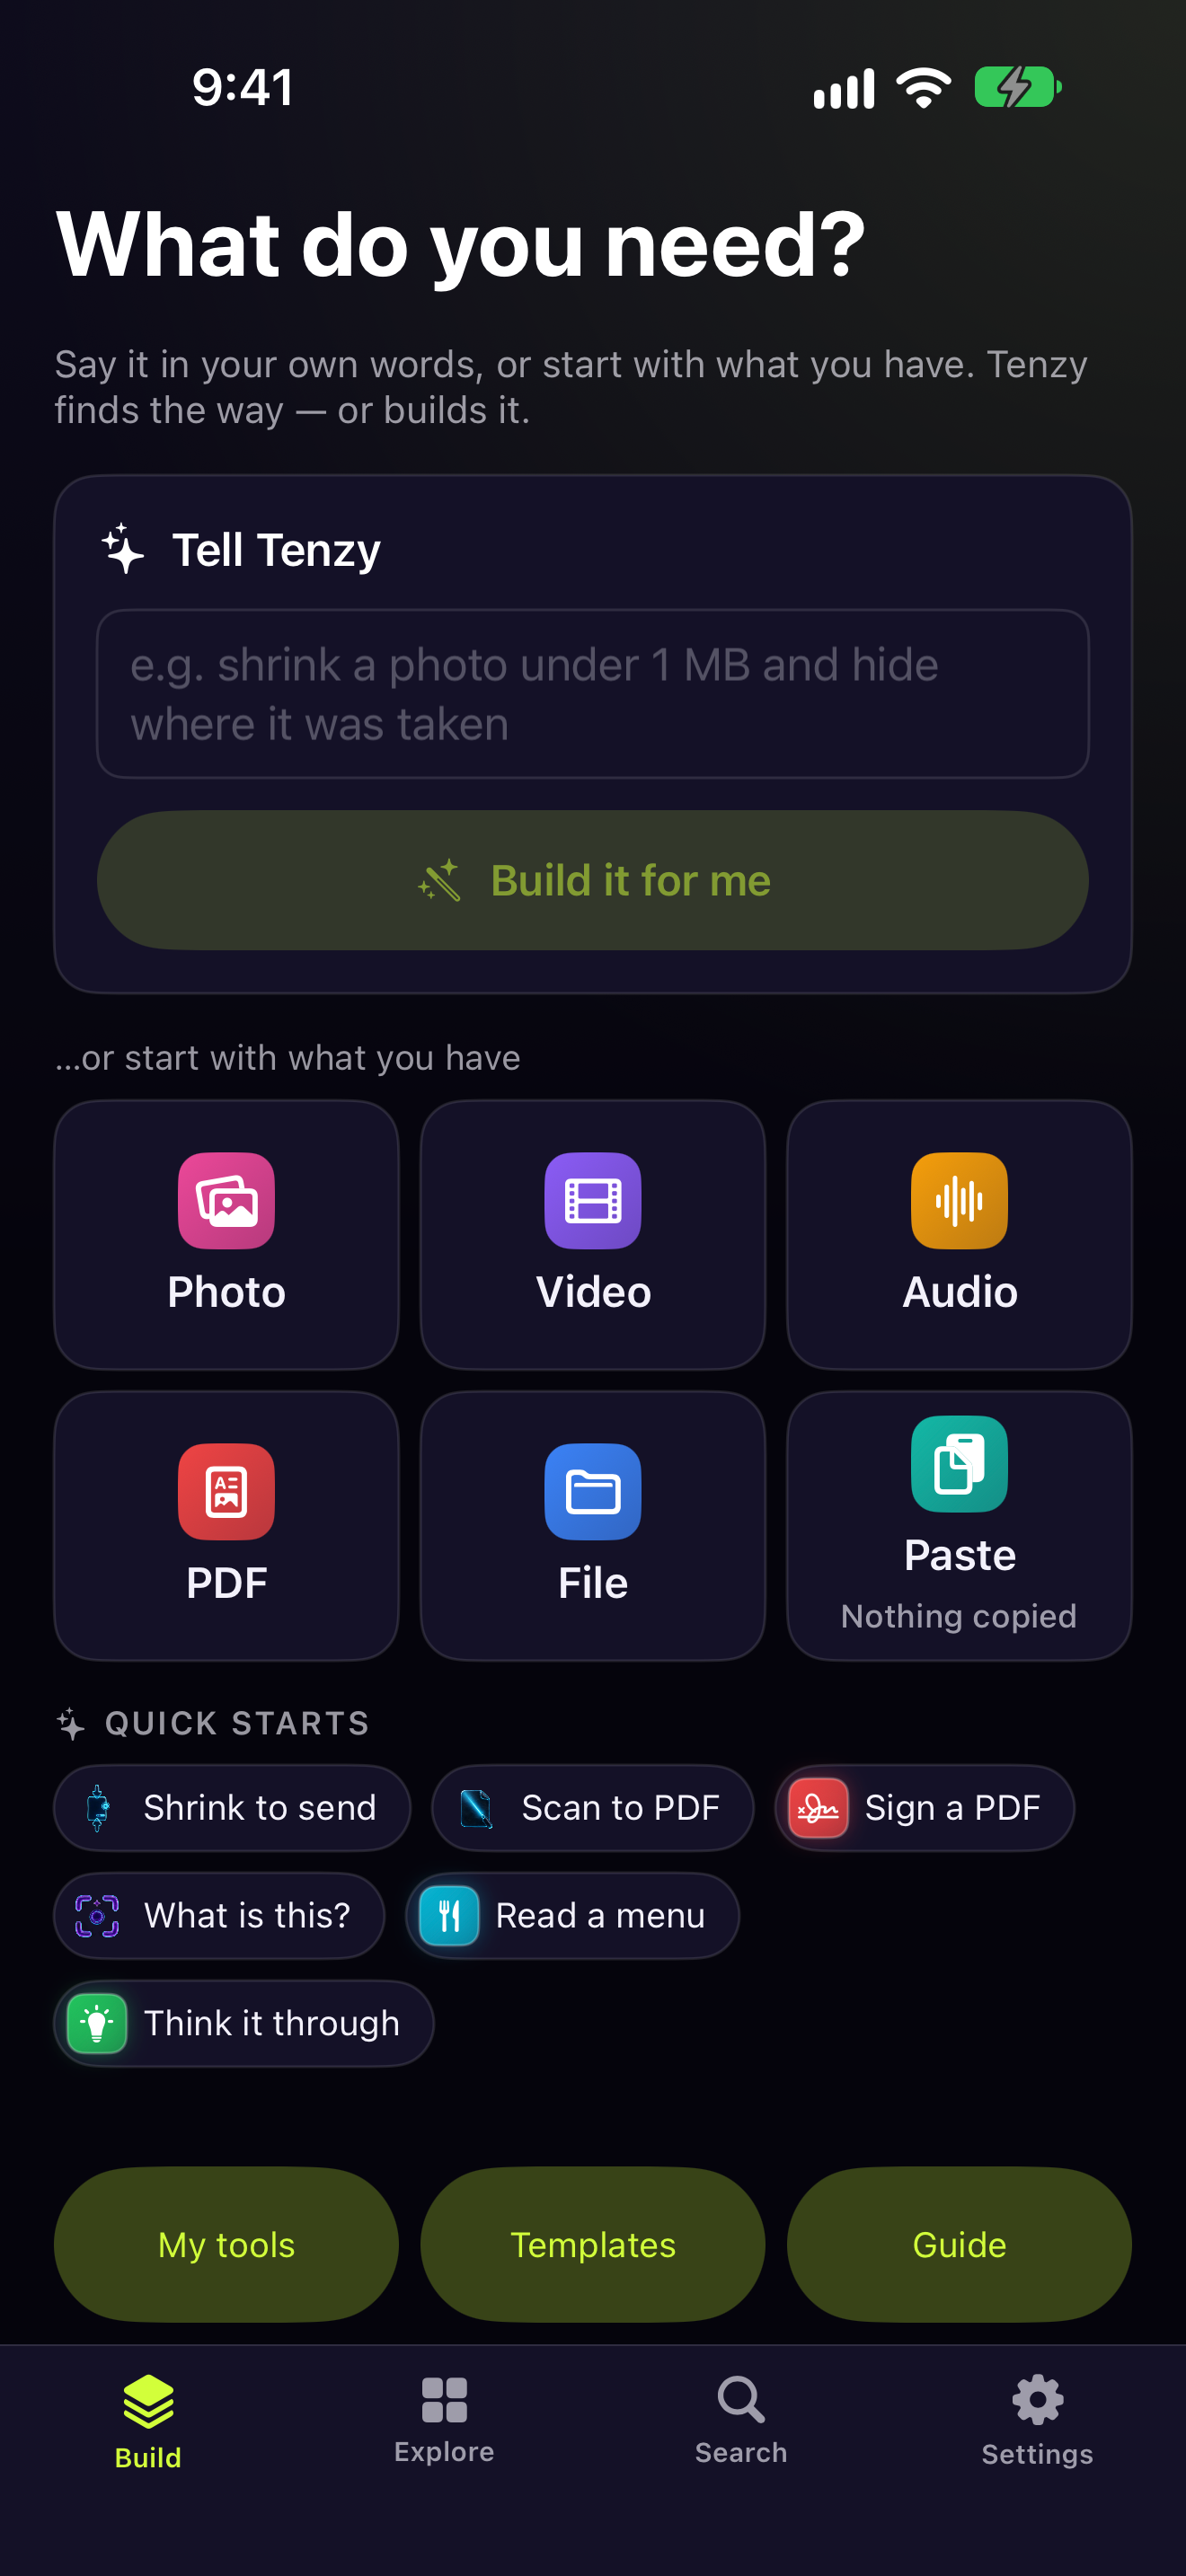 9:41
What do you need?
Say it in your own words, or start with what you have. Tenzy
finds the way — or builds it.
Tell Tenzy
e.g. shrink a photo under 1 MB and hide
where it was taken
Build it for me
...or start with what you have
Photo
Video
Audio
PDF
File
Paste
Nothing copied
QUICK STARTS
Shrink to send
Scan to PDF
Sign a PDF
What is this?
Read a menu
Think it through
My tools
Templates
Guide
Build
Explore
Search
Settings